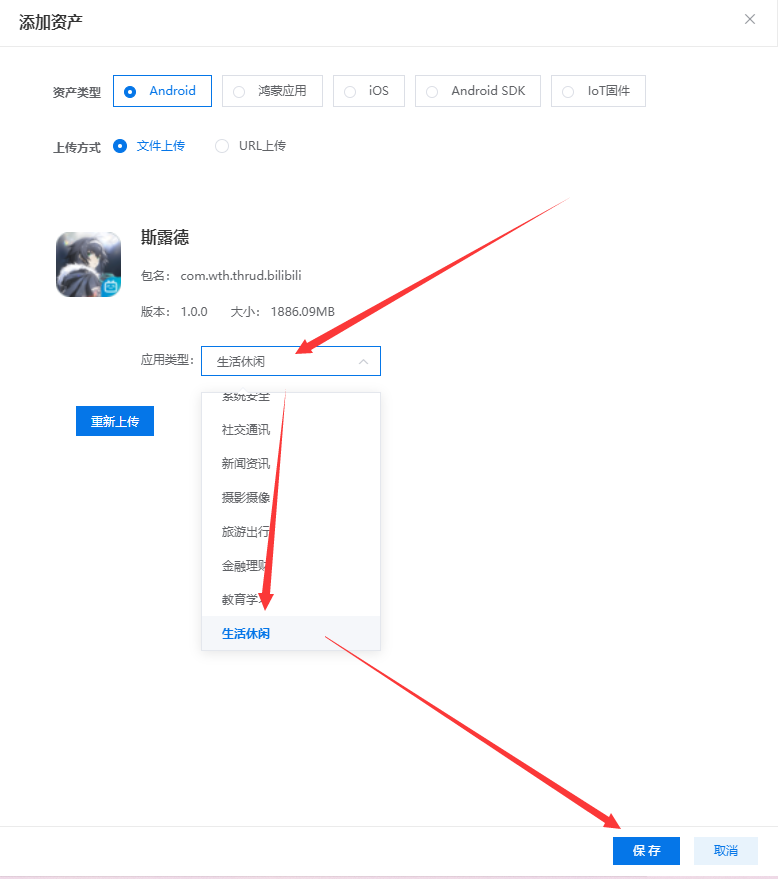 添加资产
资产类型 Android 鸿蒙应用 iOS Android SDK IoT固件
上传方式 文件上传 URL上传
斯露德
包名: com.wth.thrud.bilibili
版本: 1.0.0 大小: 1886.09MB
应用类型: 生活休闲
系统安全
重新上传
社交通讯
新闻资讯
摄影摄像
旅游出行
金融理财
教育学习
生活休闲
保存 取消